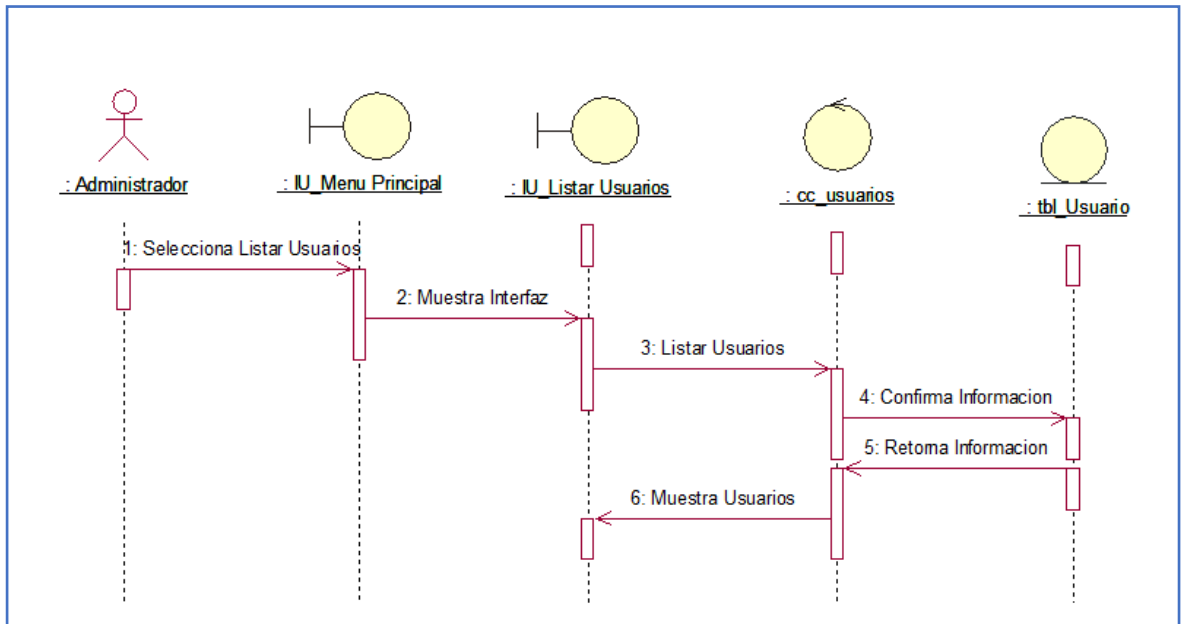 : Administrador
: IU_Menu Principal
: IU_Listar Usuarios
: cc_usuarios
: tbl_Usuario
1: Selecciona Listar Usuarios
2: Muestra Interfaz
3: Listar Usuarios
4: Confirma Informacion
5: Retorna Informacion
6: Muestra Usuarios